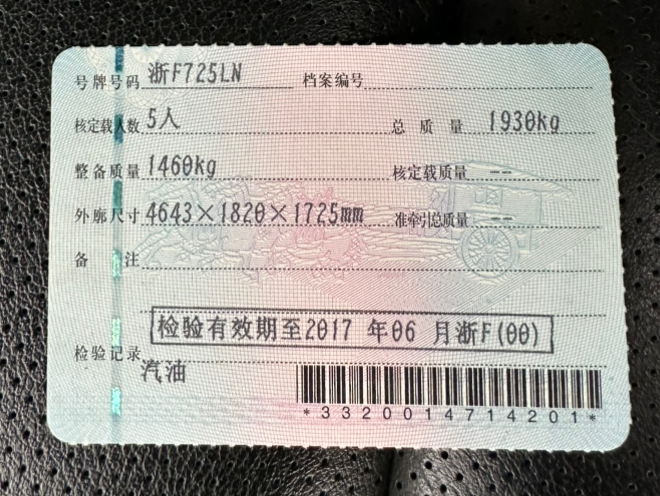 号牌号码 浙F725LN 档案编号
核定载人数 5人 总质量 1930kg
整备质量 1460kg 核定载质量 --
外廓尺寸 4643×1820×1725mm 准牵引总质量 --
备注
检验有效期至2017 年06 月浙F(00)
检验记录
汽油
*3320014714201*